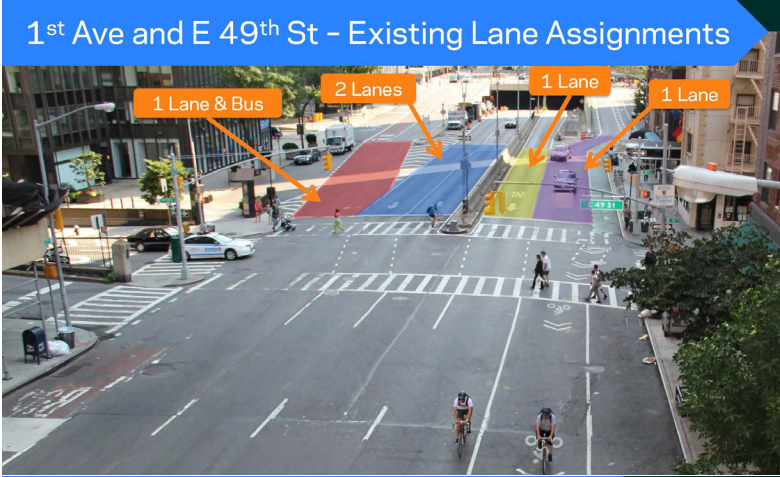 1st Ave and E 49th St – Existing Lane Assignments
1 Lane & Bus
2 Lanes
1 Lane
1 Lane
E 49 St